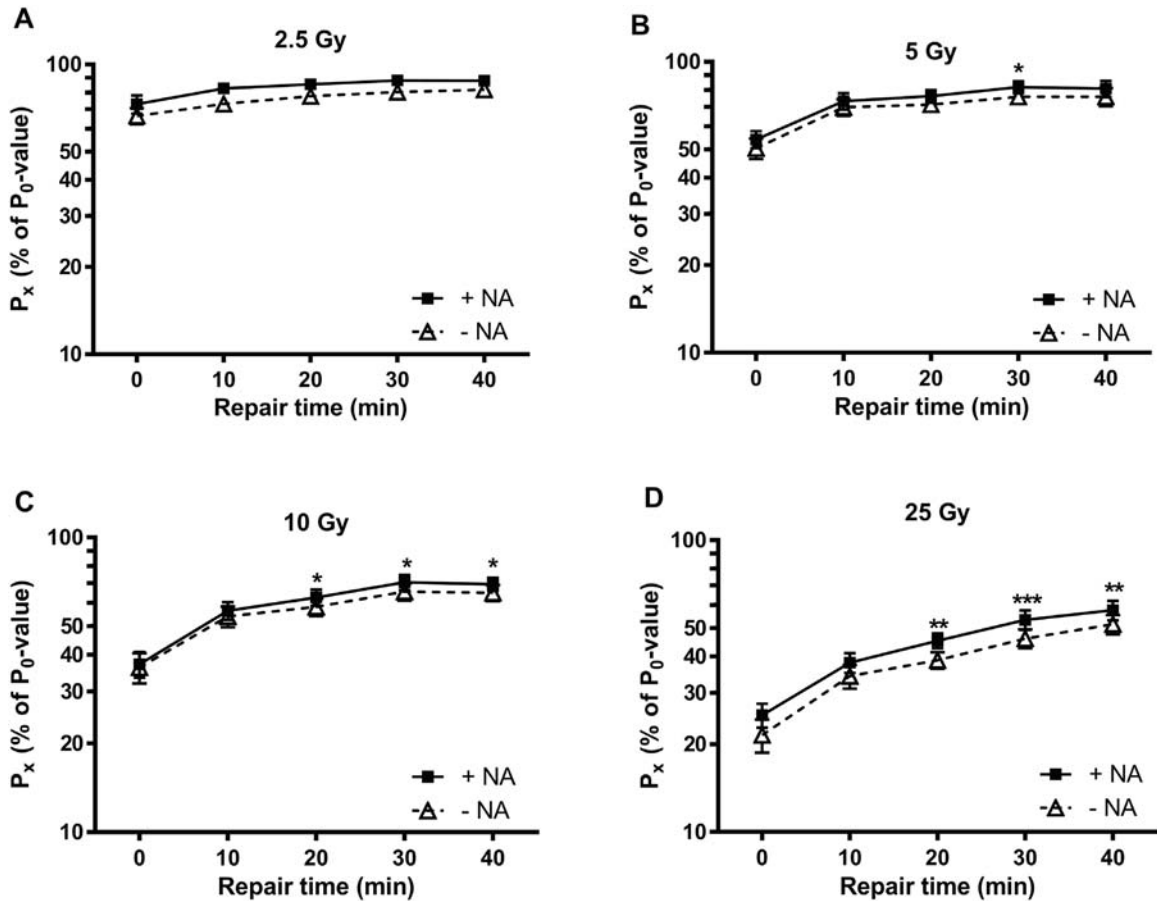 A
2.5 Gy
100
50
40
30
20
10
Px (% of P0-value)
+ NA
- NA
0 10 20 30 40
Repair time (min)
B
5 Gy
*
100
50
40
30
20
10
Px (% of P0-value)
+ NA
- NA
0 10 20 30 40
Repair time (min)
C
10 Gy
* * *
100
50
40
30
20
10
Px (% of P0-value)
+ NA
- NA
0 10 20 30 40
Repair time (min)
D
25 Gy
** *** **
100
50
40
30
20
10
Px (% of P0-value)
+ NA
- NA
0 10 20 30 40
Repair time (min)